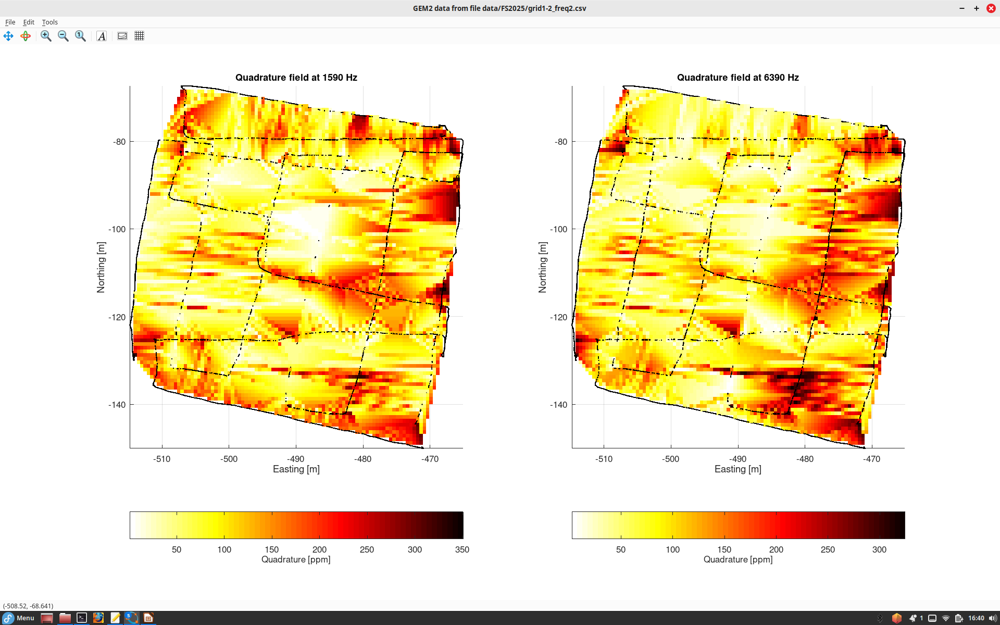 GEM2 data from file data/FS2025/grid1-2_freq2.csv
File Edit Tools
Quadrature field at 1590 Hz
-80
-100
-120
-140
Northing [m]
-510 -500 -490 -480 -470
Easting [m]
50 100 150 200 250 300 350
Quadrature [ppm]
Quadrature field at 6390 Hz
-80
-100
-120
-140
Northing [m]
-510 -500 -490 -480 -470
Easting [m]
50 100 150 200 250 300
Quadrature [ppm]
(-508.52, -68.641)
Menu 5 1 16:40